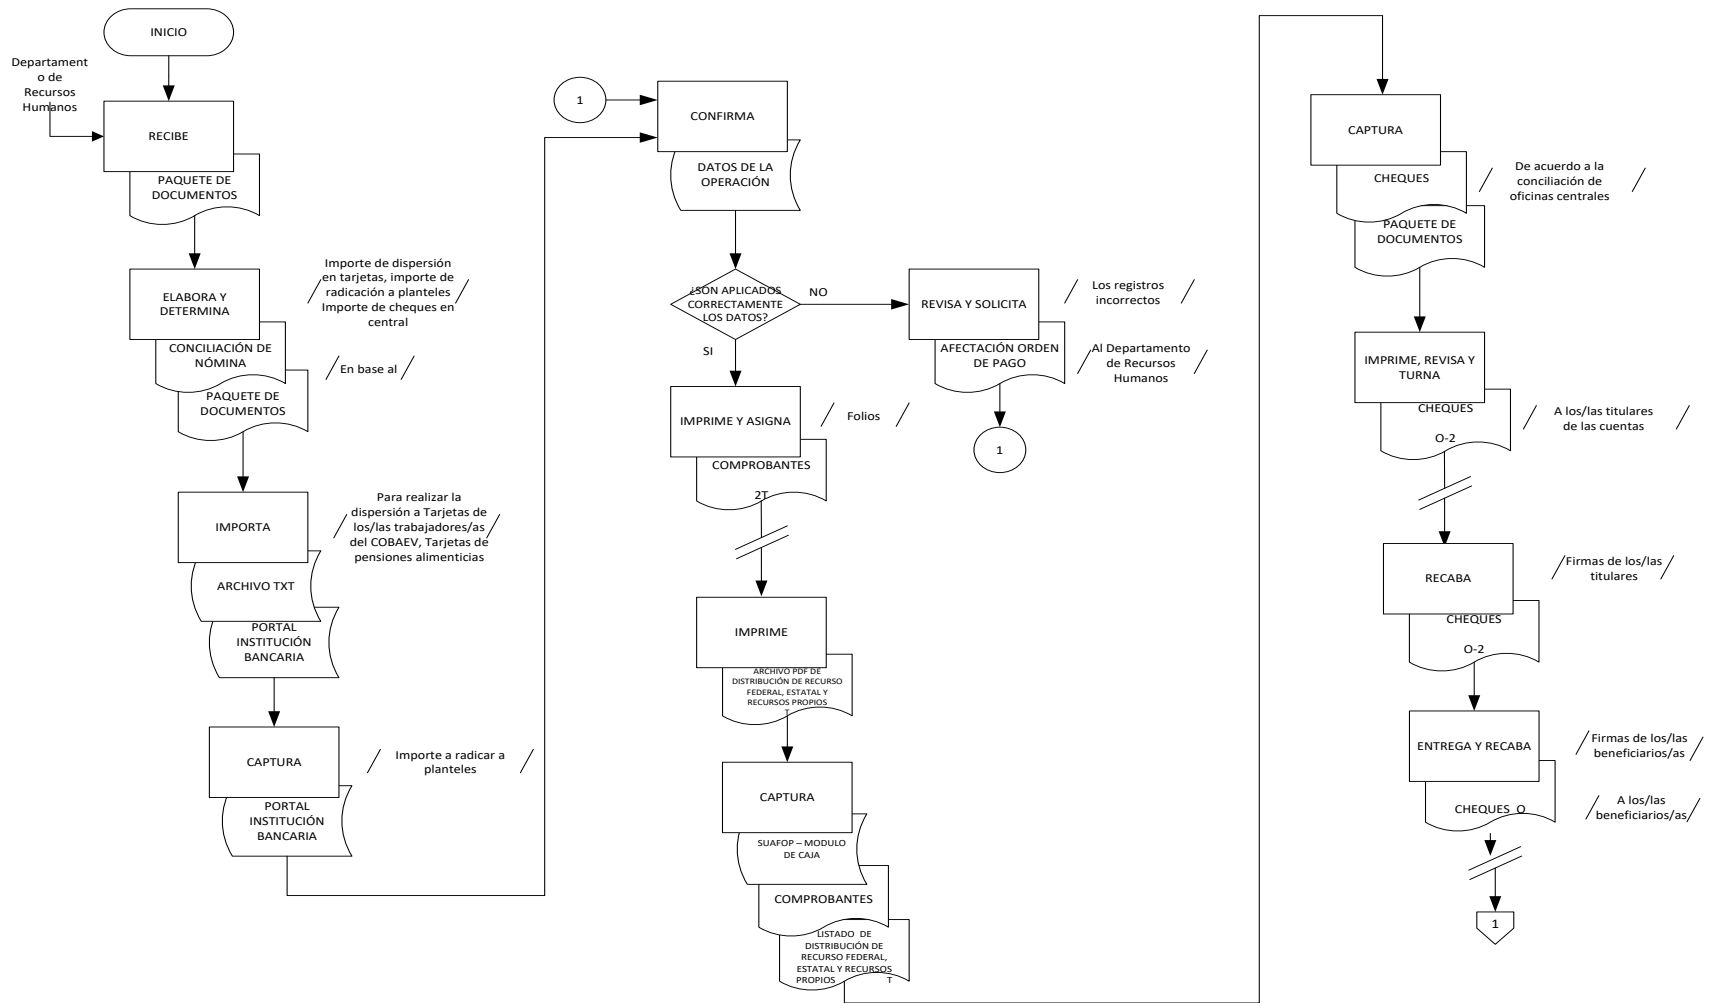 INICIO
Departament
o de
Recursos
Humanos
RECIBE
PAQUETE DE
DOCUMENTOS
ELABORA Y
DETERMINA
Importe de dispersión
en tarjetas, importe de
radicación a planteles
Importe de cheques en
central
CONCILIACIÓN DE
NÓMINA
En base al
PAQUETE DE
DOCUMENTOS
IMPORTA
Para realizar la
dispersión a Tarjetas de
los/las trabajadores/as
del COBAEV, Tarjetas de
pensiones alimenticias
ARCHIVO TXT
PORTAL
INSTITUCIÓN
BANCARIA
CAPTURA
Importe a radicar a
planteles
PORTAL
INSTITUCIÓN
BANCARIA
1
CONFIRMA
DATOS DE LA
OPERACIÓN
¿SON APLICADOS
CORRECTAMENTE
LOS DATOS?
NO
REVISA Y SOLICITA
Los registros
incorrectos
AFECTACIÓN ORDEN
DE PAGO
Al Departamento
de Recursos
Humanos
1
SI
IMPRIME Y ASIGNA
Folios
COMPROBANTES
2T
IMPRIME
ARCHIVO PDF DE
DISTRIBUCIÓN DE RECURSO
FEDERAL, ESTATAL Y
RECURSOS PROPIOS
T
CAPTURA
SUAFOP – MODULO
DE CAJA
COMPROBANTES
LISTADO DE
DISTRIBUCIÓN DE
RECURSO FEDERAL,
ESTATAL Y RECURSOS
PROPIOS T
CAPTURA
CHEQUES
De acuerdo a la
conciliación de
oficinas centrales
PAQUETE DE
DOCUMENTOS
IMPRIME, REVISA Y
TURNA
CHEQUES
O-2
A los/las titulares
de las cuentas
RECABA
Firmas de los/las
titulares
CHEQUES
O-2
ENTREGA Y RECABA
Firmas de los/las
beneficiarios/as
CHEQUES O
A los/las
beneficiarios/as
1